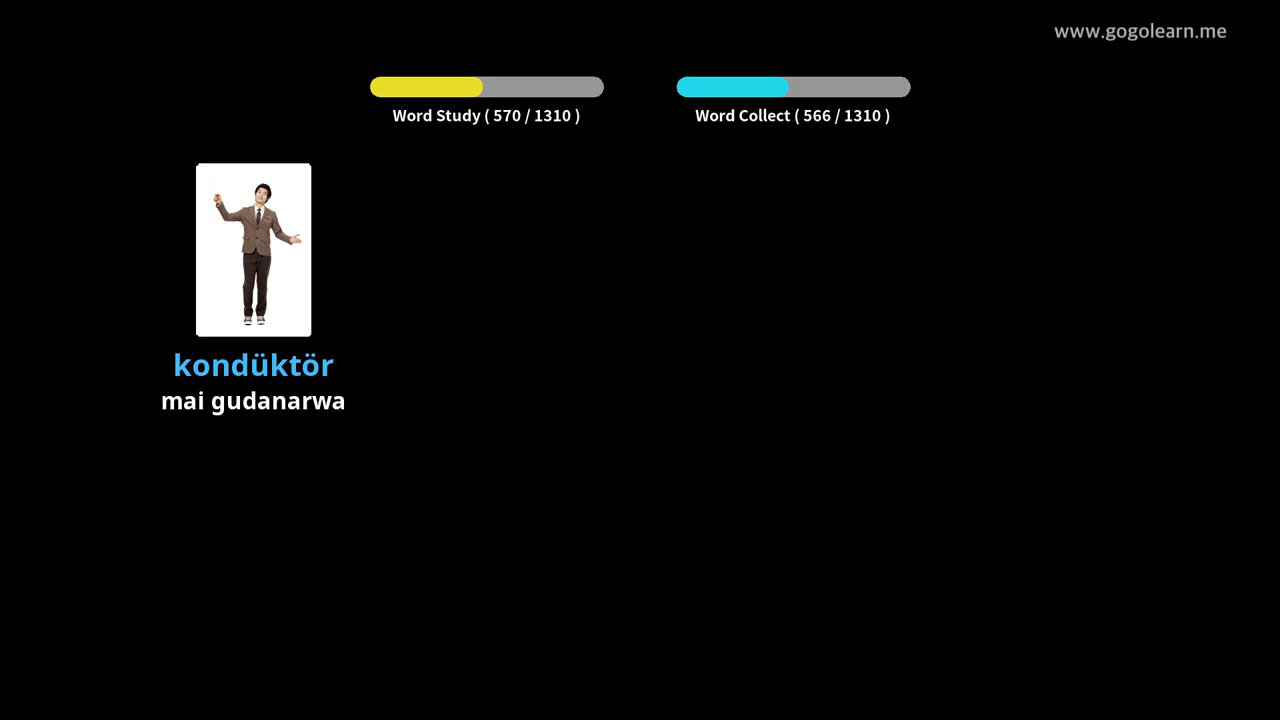 www.gogolearn.me
Word Study ( 570 / 1310 )
Word Collect ( 566 / 1310 )
kondüktör
mai gudanarwa